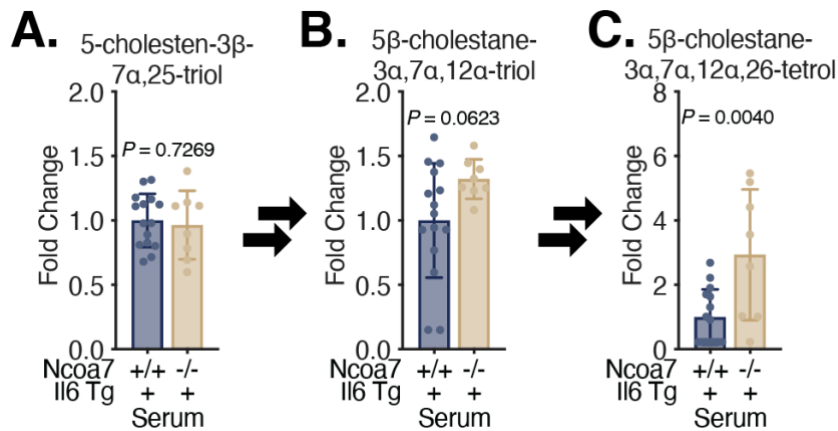 A. 5-cholesten-3β-
7α,25-triol
Fold Change
2.0
1.5
1.0
0.5
0.0
P = 0.7269
Ncoa7 +/+ -/-
Il6 Tg + +
Serum
B. 5β-cholestane-
3α,7α,12α-triol
Fold Change
2.0
1.5
1.0
0.5
0.0
P = 0.0623
Ncoa7 +/+ -/-
Il6 Tg + +
Serum
C. 5β-cholestane-
3α,7α,12α,26-tetrol
Fold Change
8
6
4
2
0
P = 0.0040
Ncoa7 +/+ -/-
Il6 Tg + +
Serum